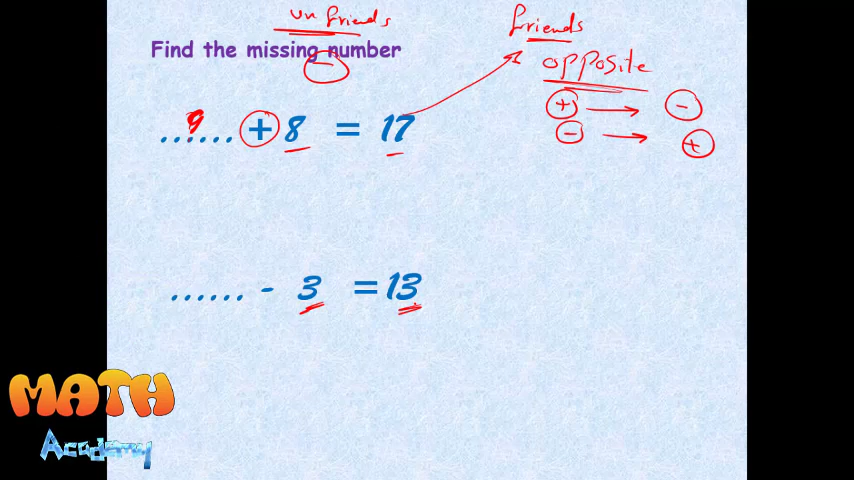 un friends
friends
Find the missing number
-
opposite
+ → -
- → +
...9... + 8 = 17
...... - 3 = 13
MATH
Academy